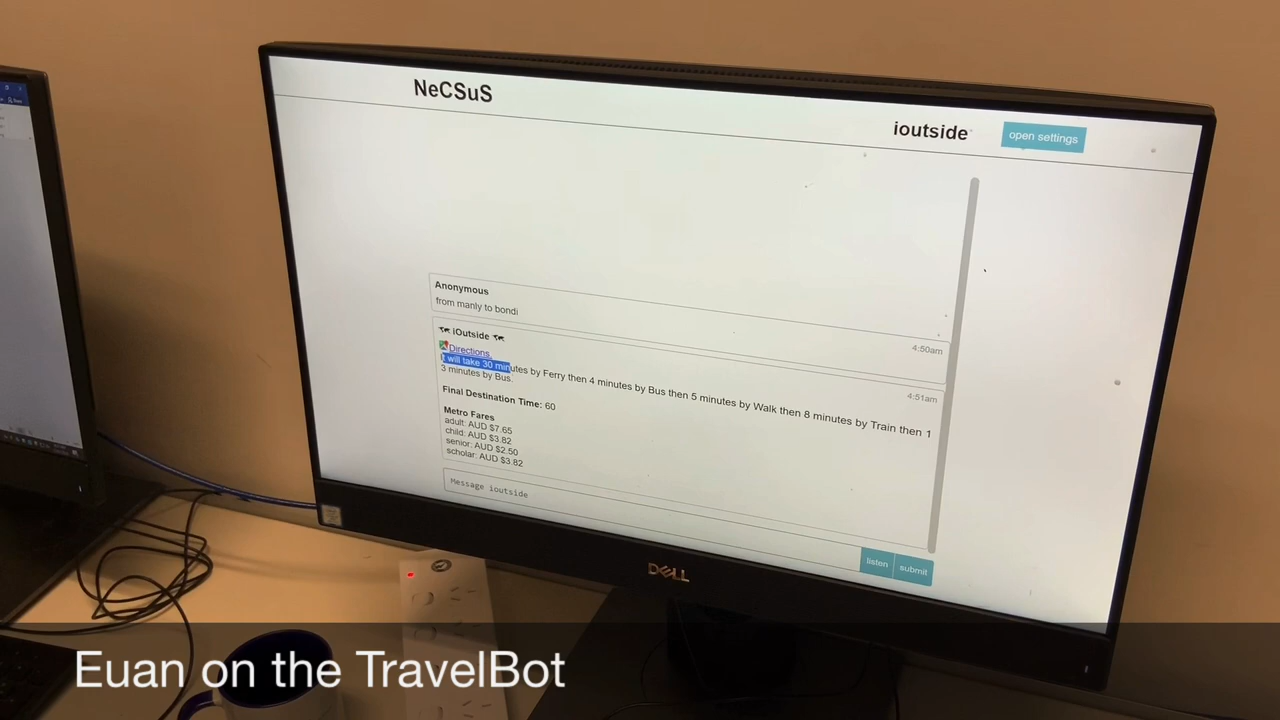 NeCSuS
ioutside
open settings
Anonymous
from manly to bondi
4:50am
iOutside
Directions.
It will take 30 minutes by Ferry then 4 minutes by Bus then 5 minutes by Walk then 8 minutes by Train then 1
3 minutes by Bus.
4:51am
Final Destination Time: 60
Metro Fares
adult: AUD $7.65
child: AUD $3.82
senior: AUD $2.50
scholar: AUD $3.82
Message ioutside
listen
submit
DELL
Euan on the TravelBot